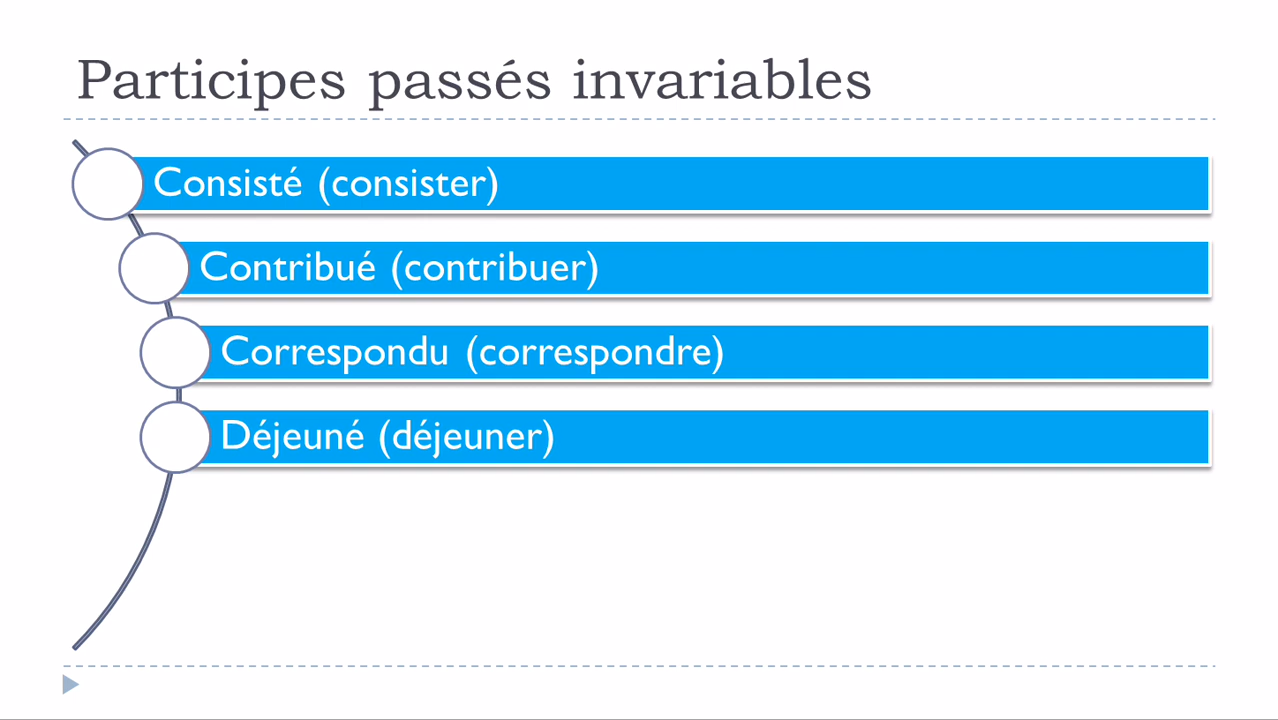 Participes passés invariables
Consisté (consister)
Contribué (contribuer)
Correspondu (correspondre)
Déjeuné (déjeuner)